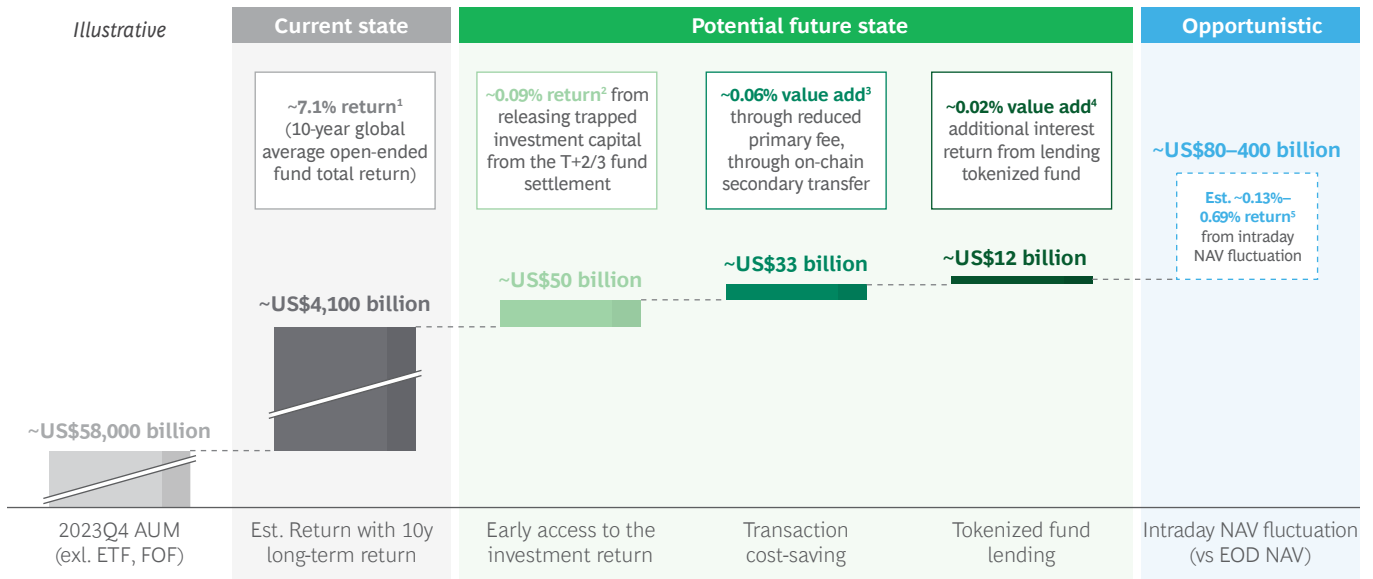 Illustrative
Current state
Potential future state
Opportunistic
~7.1% return¹
(10-year global
average open-ended
fund total return)
~0.09% return² from
releasing trapped
investment capital
from the T+2/3 fund
settlement
~0.06% value add³
through reduced
primary fee,
through on-chain
secondary transfer
~0.02% value add⁴
additional interest
return from lending
tokenized fund
~US$80–400 billion
Est. ~0.13%–
0.69% return⁵
from intraday
NAV fluctuation
~US$58,000 billion
~US$4,100 billion
~US$50 billion
~US$33 billion
~US$12 billion
2023Q4 AUM
(exl. ETF, FOF)
Est. Return with 10y
long-term return
Early access to the
investment return
Transaction
cost-saving
Tokenized fund
lending
Intraday NAV fluctuation
(vs EOD NAV)